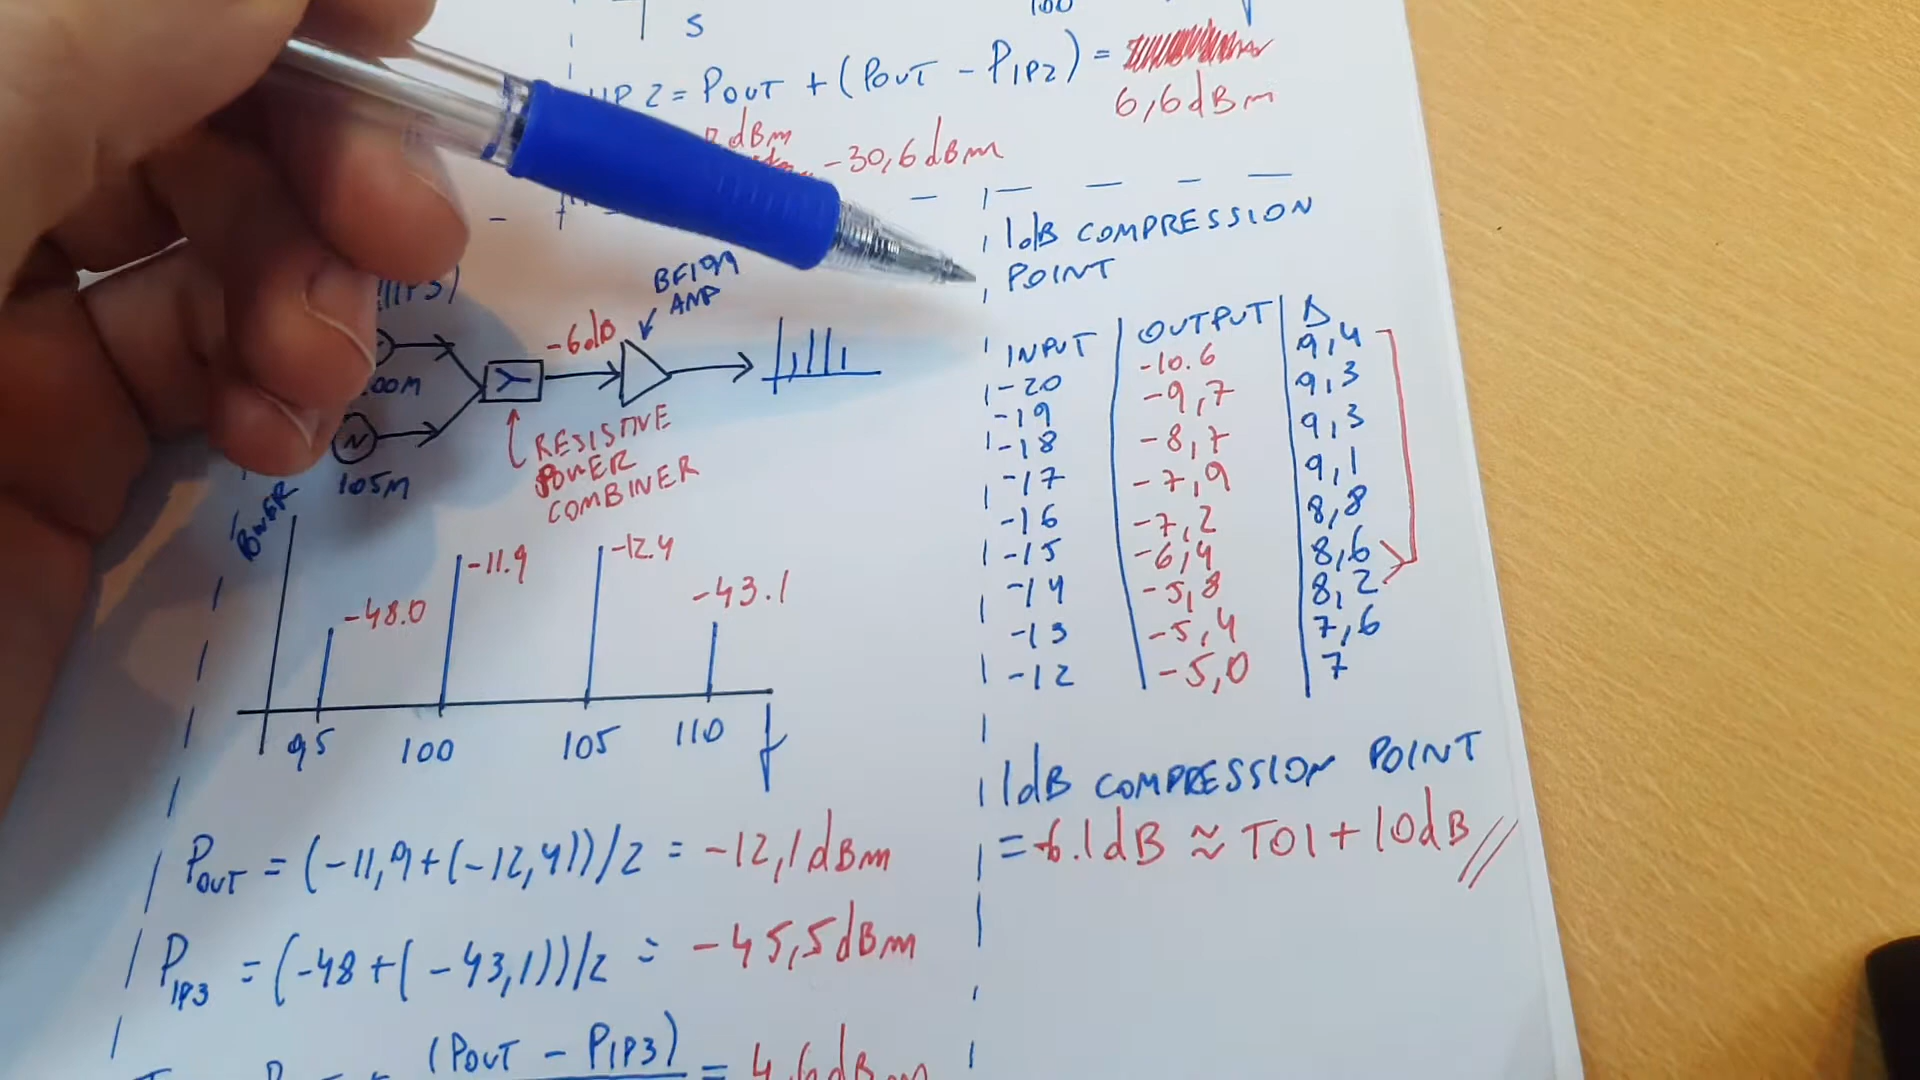 S
100
IIP2 = POUT + (POUT - PIP2) =
6,6dBm
dBm
-30,6dBm
1dB COMPRESSION
POINT
INPUT | OUTPUT | Δ
-20 -10.6 9,4
-19 -9,7 9,3
-18 -8,7 9,3
-17 -7,9 9,1
-16 -7,2 8,8
-15 -6,4 8,6
-14 -5,8 8,2
-13 -5,4 7,6
-12 -5,0 7
1dB COMPRESSION POINT
= -6.1dB ≈ TOI + 10dB //
IIP3)
BF199
AMP
-6dB
100M
105M
RESISTIVE
POWER
COMBINER
POWER
-48.0
-11.9
-12.4
-43.1
95 100 105 110 f
POUT = (-11,9+(-12,4))/2 = -12,1dBm
PIP3 = (-48+(-43,1))/2 = -45,5dBm
(POUT - PIP3)
= 4,6dBm